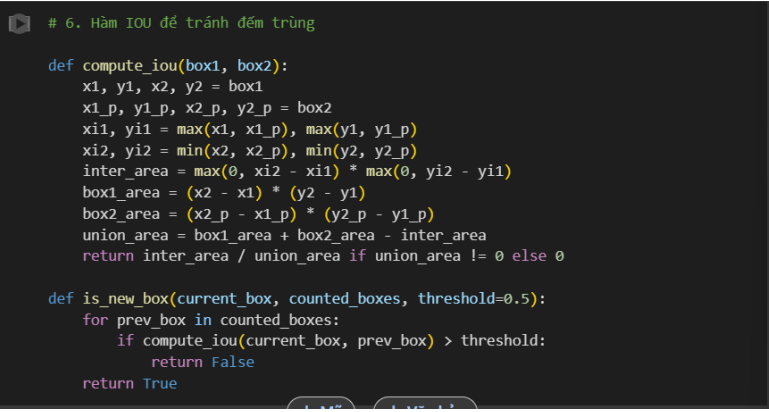 # 6. Hàm IOU để tránh đếm trùng
def compute_iou(box1, box2):
    x1, y1, x2, y2 = box1
    x1_p, y1_p, x2_p, y2_p = box2
    xi1, yi1 = max(x1, x1_p), max(y1, y1_p)
    xi2, yi2 = min(x2, x2_p), min(y2, y2_p)
    inter_area = max(0, xi2 - xi1) * max(0, yi2 - yi1)
    box1_area = (x2 - x1) * (y2 - y1)
    box2_area = (x2_p - x1_p) * (y2_p - y1_p)
    union_area = box1_area + box2_area - inter_area
    return inter_area / union_area if union_area != 0 else 0
def is_new_box(current_box, counted_boxes, threshold=0.5):
    for prev_box in counted_boxes:
        if compute_iou(current_box, prev_box) > threshold:
            return False
    return True